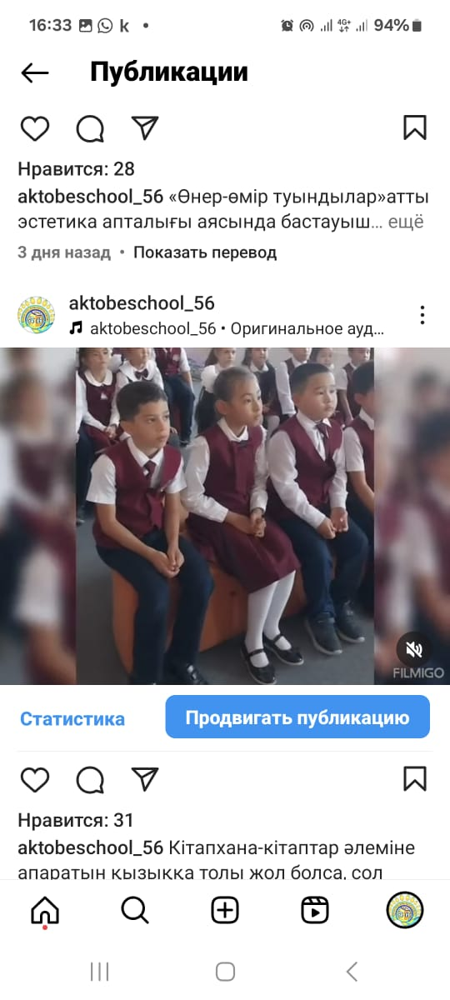 16:33 k • 4G+ 94%
Публикации
Нравится: 28
aktobeschool_56 «Өнер-өмір туындылар»атты
эстетика апталығы аясында бастауыш... ещё
3 дня назад • Показать перевод
aktobeschool_56
aktobeschool_56 • Оригинальное ауд...
FILMIGO
Статистика Продвигать публикацию
Нравится: 31
aktobeschool_56 Кітапхана-кітаптар әлеміне
апаратын қызыққа толы жол болса, сол